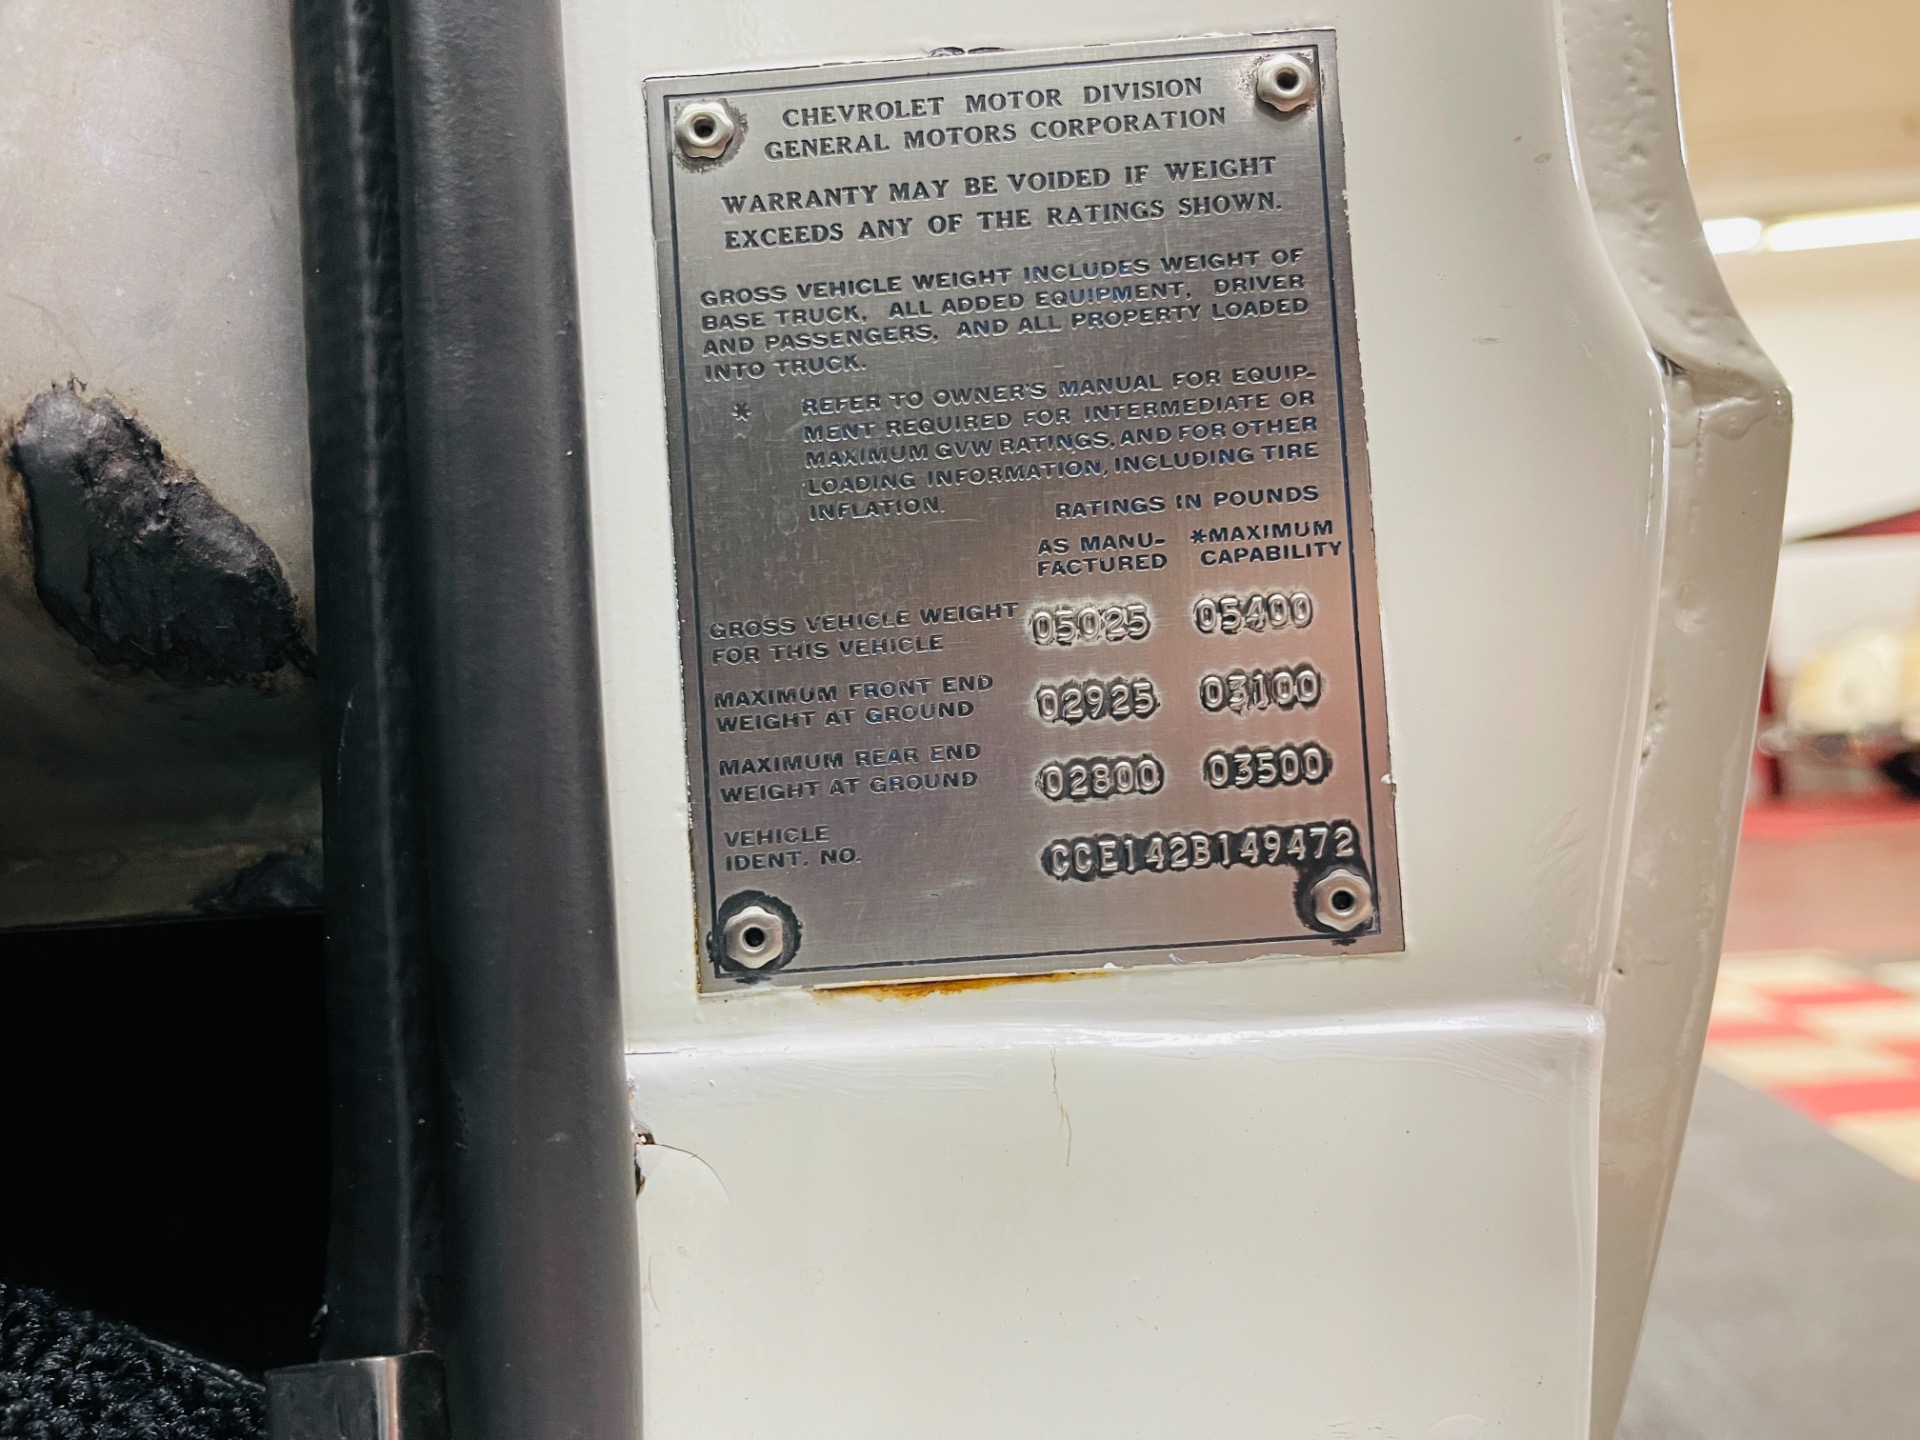 CHEVROLET MOTOR DIVISION
GENERAL MOTORS CORPORATION
WARRANTY MAY BE VOIDED IF WEIGHT
EXCEEDS ANY OF THE RATINGS SHOWN.
GROSS VEHICLE WEIGHT INCLUDES WEIGHT OF
BASE TRUCK, ALL ADDED EQUIPMENT, DRIVER
AND PASSENGERS, AND ALL PROPERTY LOADED
INTO TRUCK.
* REFER TO OWNER'S MANUAL FOR EQUIP-
MENT REQUIRED FOR INTERMEDIATE OR
MAXIMUM GVW RATINGS, AND FOR OTHER
LOADING INFORMATION, INCLUDING TIRE
INFLATION.
RATINGS IN POUNDS
AS MANU- *MAXIMUM
FACTURED CAPABILITY
GROSS VEHICLE WEIGHT 05025 05400
FOR THIS VEHICLE
MAXIMUM FRONT END 02925 03100
WEIGHT AT GROUND
MAXIMUM REAR END 02800 03500
WEIGHT AT GROUND
VEHICLE
IDENT. NO. CCE142B149472